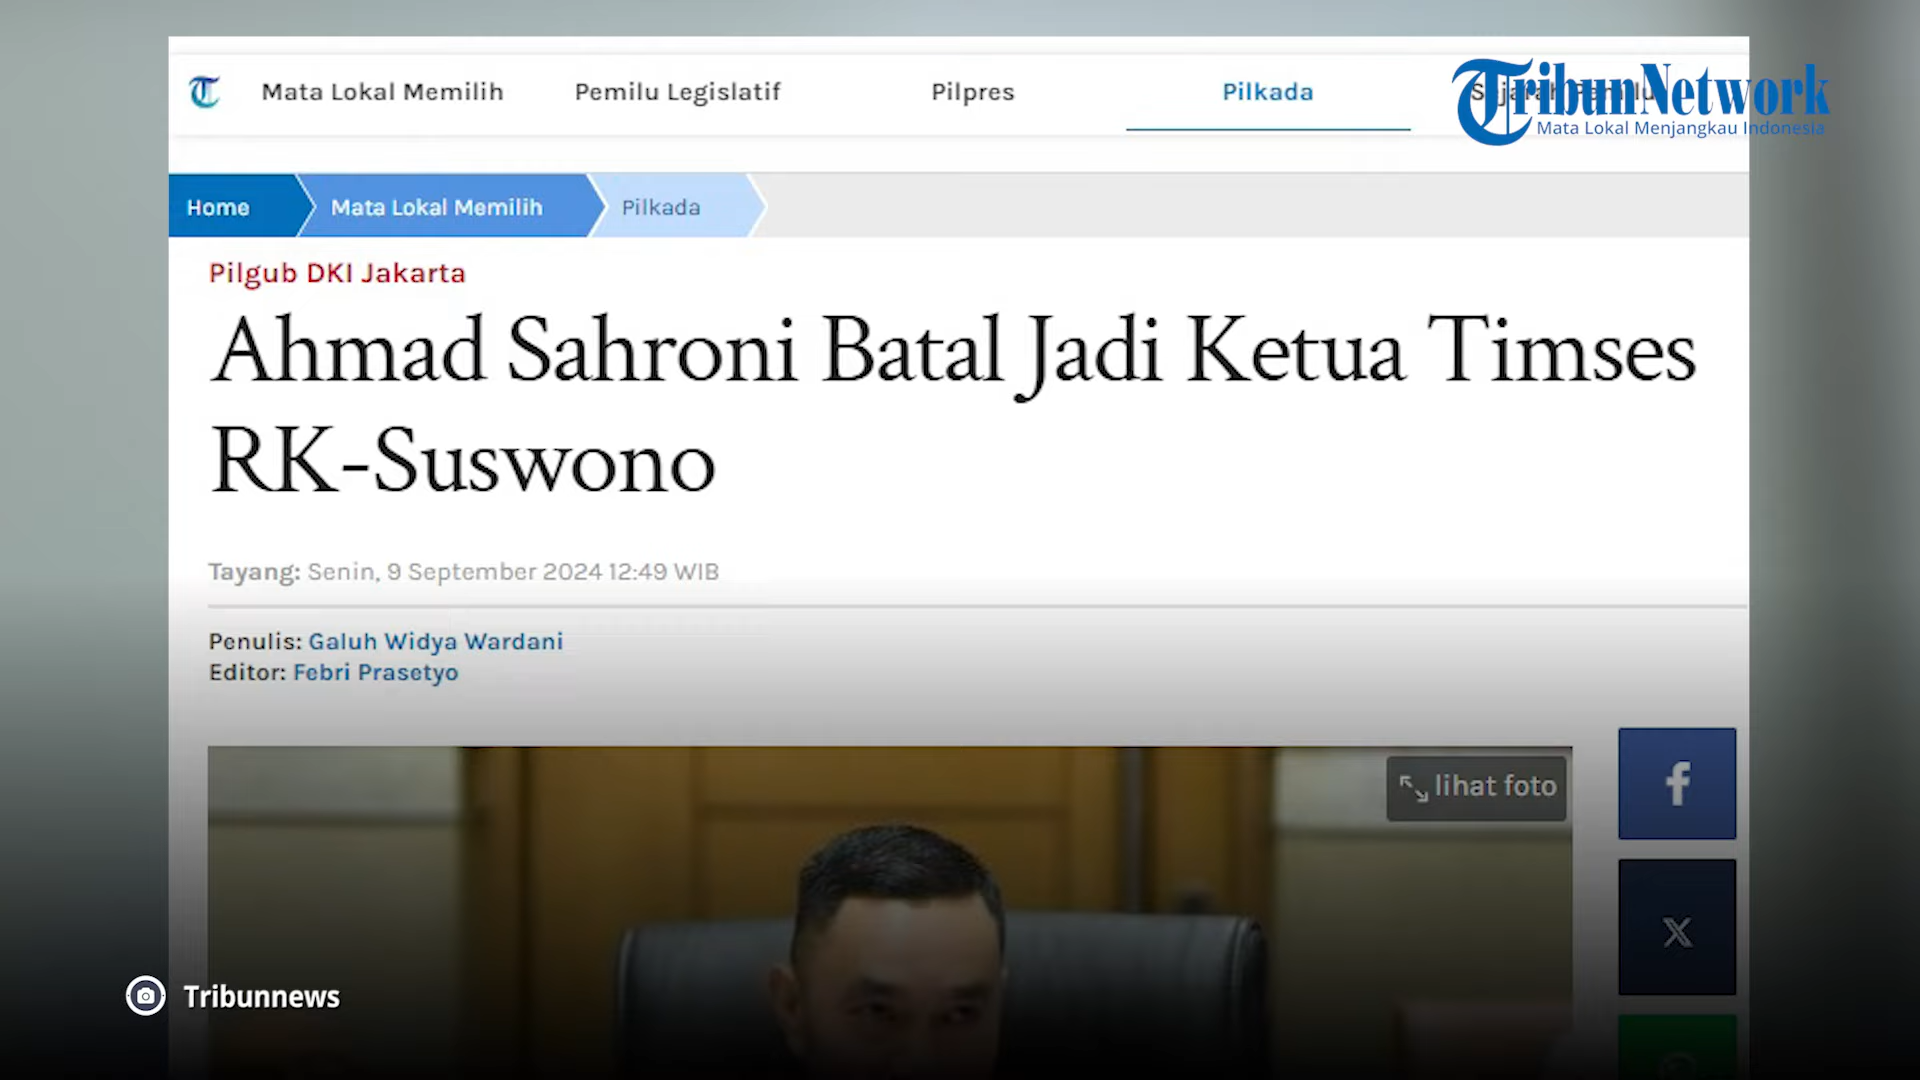 Mata Lokal Memilih
Pemilu Legislatif
Pilpres
Pilkada
TribunNetwork
Mata Lokal Menjangkau Indonesia
Home
Mata Lokal Memilih
Pilkada
Pilgub DKI Jakarta
Ahmad Sahroni Batal Jadi Ketua Timses
RK-Suswono
Tayang: Senin, 9 September 2024 12:49 WIB
Penulis: Galuh Widya Wardani
Editor: Febri Prasetyo
lihat foto
Tribunnews